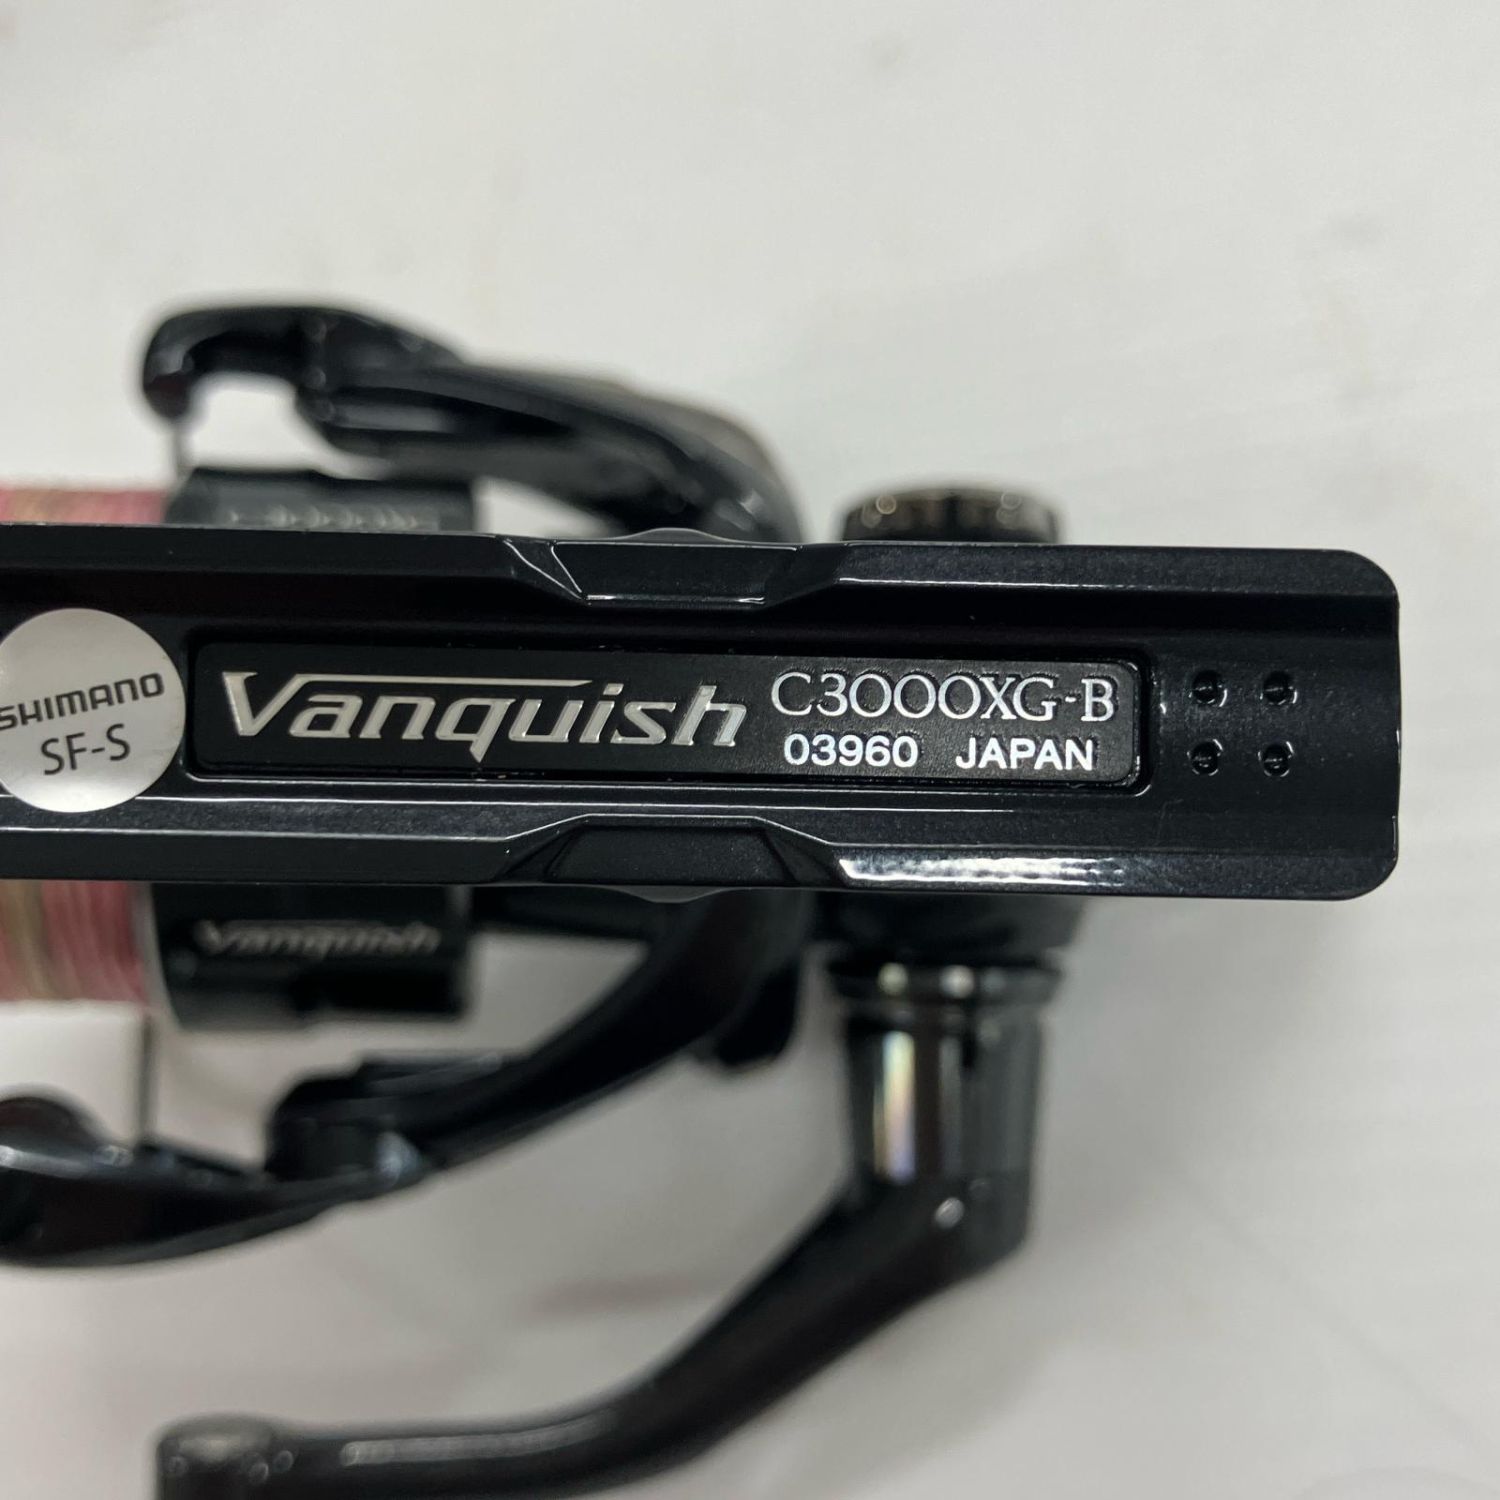 SHIMANO
SF-S
Vanquish C3000XG-B
03960 JAPAN
Vanquish